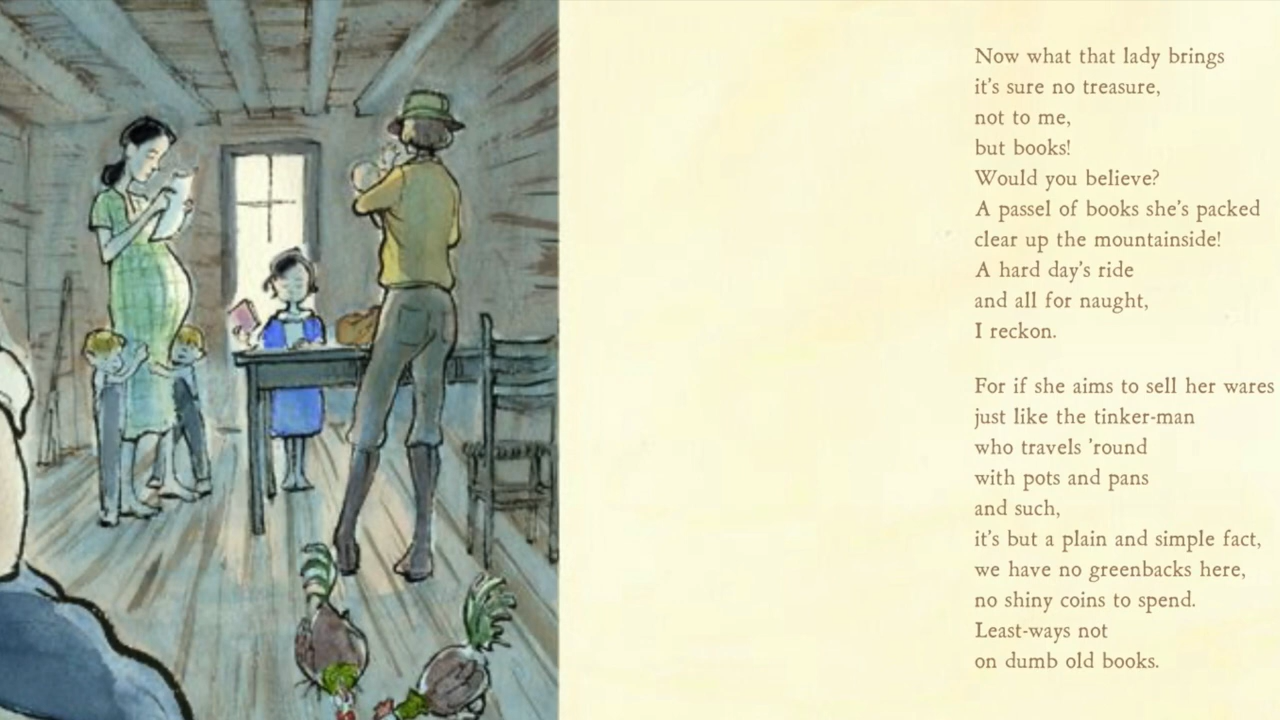 Now what that lady brings
it's sure no treasure,
not to me,
but books!
Would you believe?
A passel of books she's packed
clear up the mountainside!
A hard day's ride
and all for naught,
I reckon.
For if she aims to sell her wares
just like the tinker-man
who travels 'round
with pots and pans
and such,
it's but a plain and simple fact,
we have no greenbacks here,
no shiny coins to spend.
Least-ways not
on dumb old books.